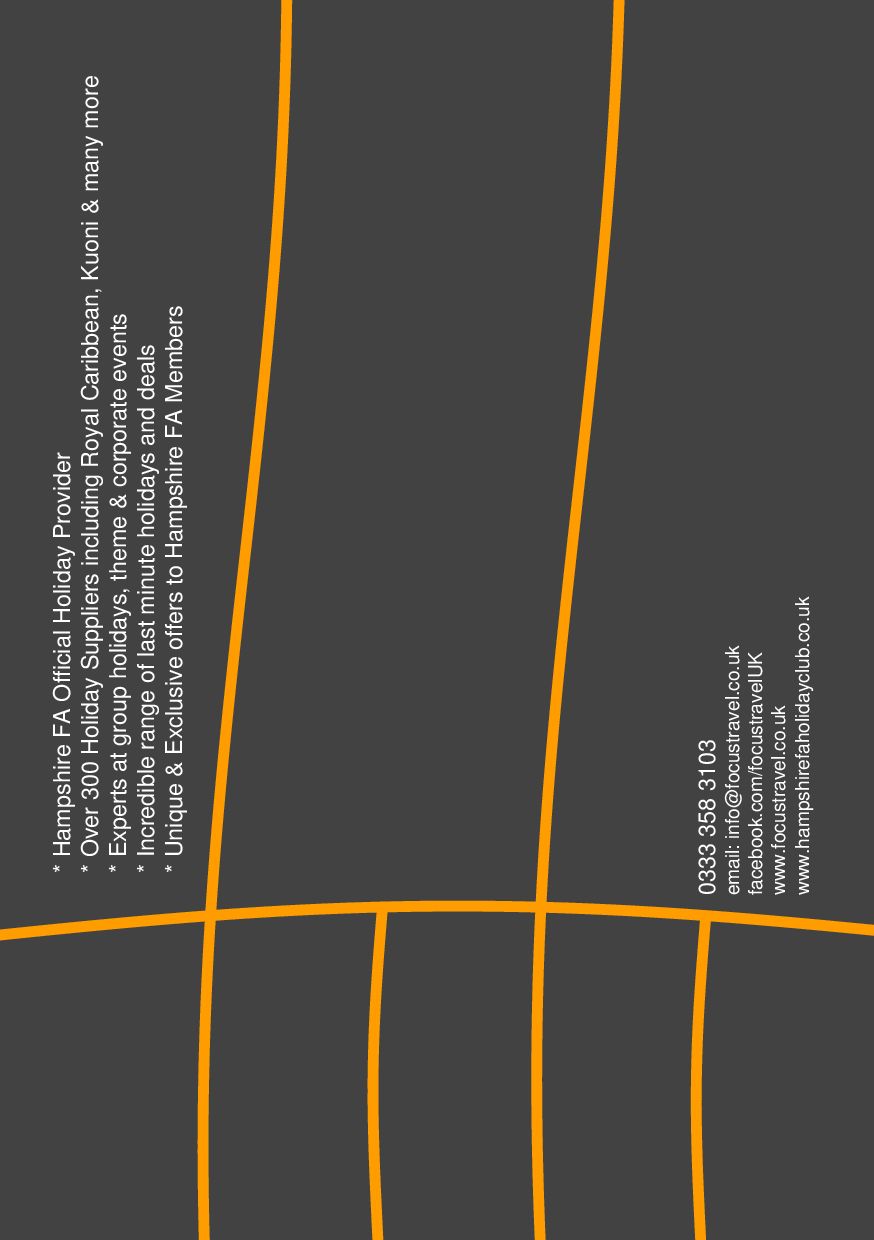 * Hampshire FA Official Holiday Provider
* Over 300 Holiday Suppliers including Royal Caribbean, Kuoni & many more
* Experts at group holidays, theme & corporate events
* Incredible range of last minute holidays and deals
* Unique & Exclusive offers to Hampshire FA Members
0333 358 3103
email: info@focustravel.co.uk
facebook.com/focustravelUK
www.focustravel.co.uk
www.hampshirefaholidayclub.co.uk